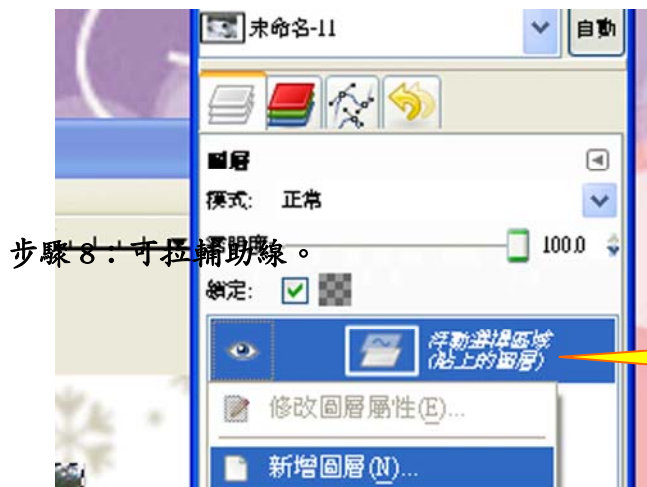 未命名-11
自動
圖層
模式: 正常
透明度: 100.0
步驟 8：可拉輔助線。
鎖定:
浮動選擇區域
(貼上的圖層)
修改圖層屬性(E)...
新增圖層(N)...